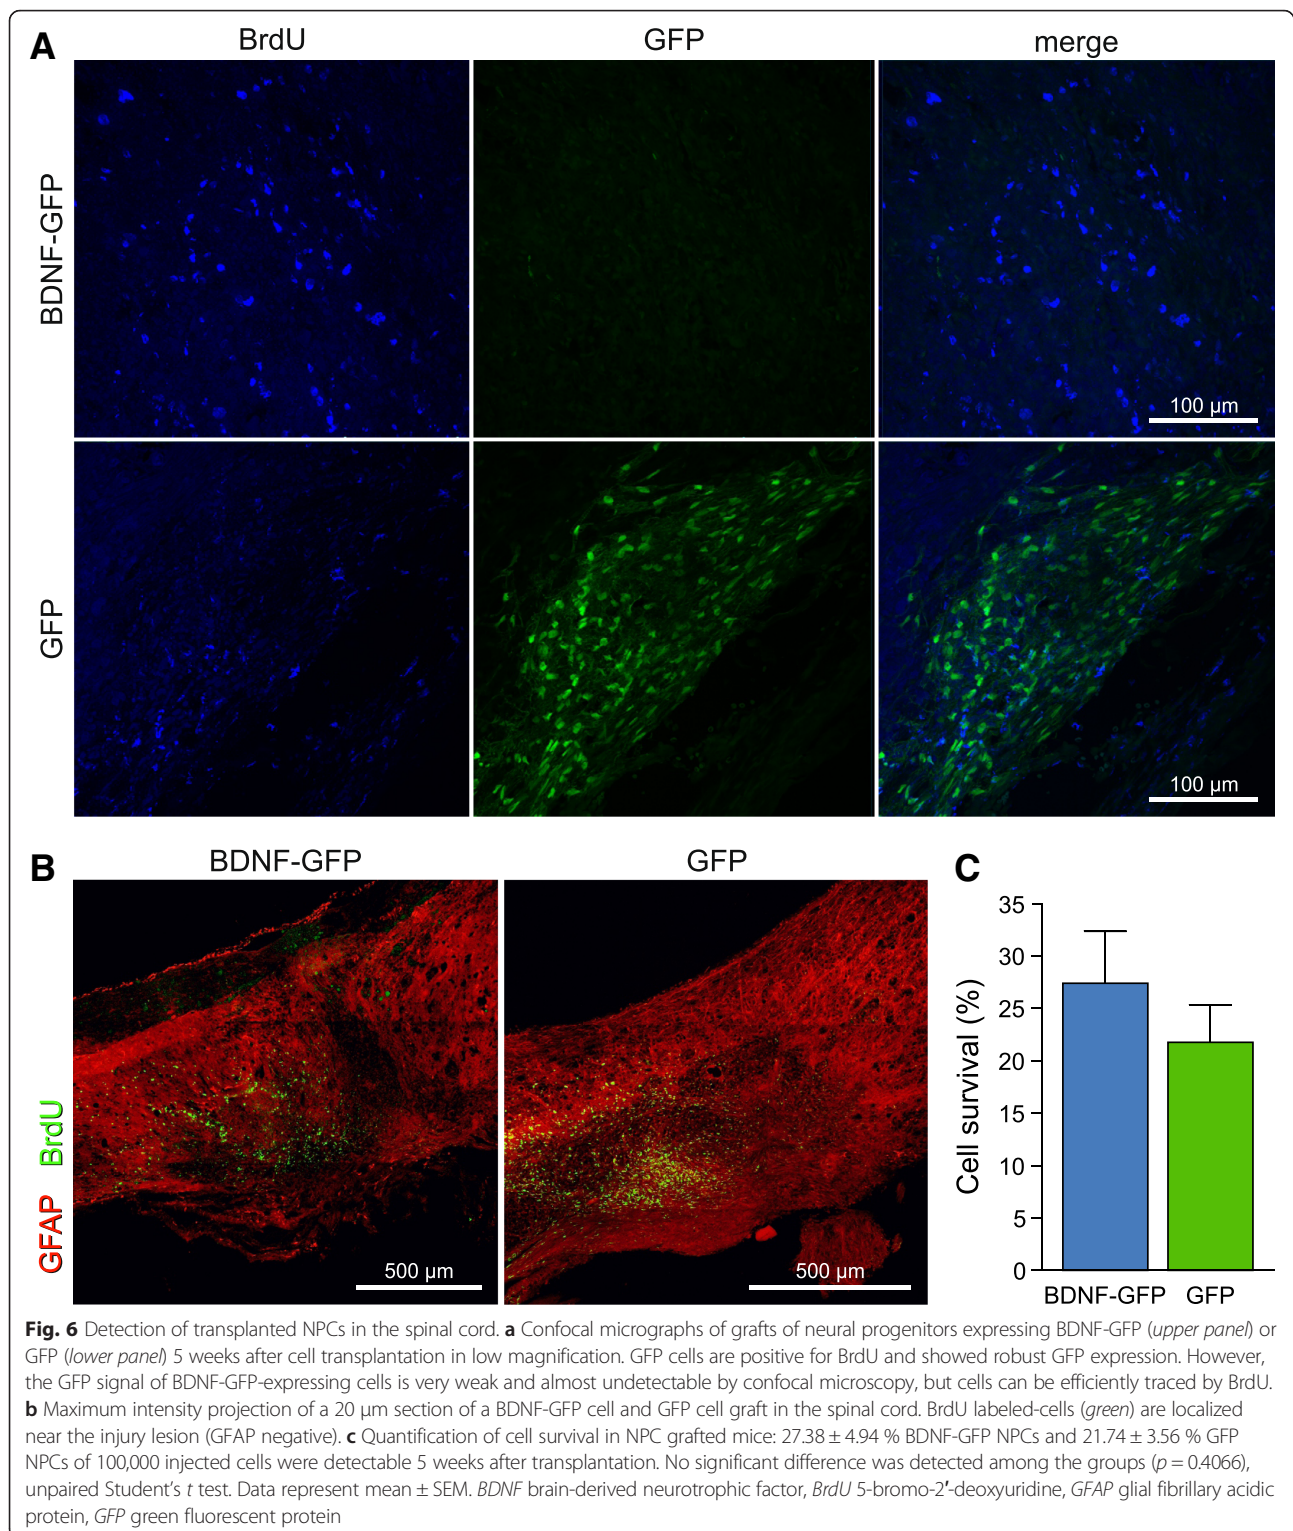 A
BrdU
GFP
merge
BDNF-GFP
100 µm
GFP
100 µm
B
BDNF-GFP
GFP
GFAP BrdU
500 µm
500 µm
C
Cell survival (%)
35
30
25
20
15
10
5
0
BDNF-GFP
GFP
Fig. 6 Detection of transplanted NPCs in the spinal cord. a Confocal micrographs of grafts of neural progenitors expressing BDNF-GFP (upper panel) or
GFP (lower panel) 5 weeks after cell transplantation in low magnification. GFP cells are positive for BrdU and showed robust GFP expression. However,
the GFP signal of BDNF-GFP-expressing cells is very weak and almost undetectable by confocal microscopy, but cells can be efficiently traced by BrdU.
b Maximum intensity projection of a 20 µm section of a BDNF-GFP cell and GFP cell graft in the spinal cord. BrdU labeled-cells (green) are localized
near the injury lesion (GFAP negative). c Quantification of cell survival in NPC grafted mice: 27.38 ± 4.94 % BDNF-GFP NPCs and 21.74 ± 3.56 % GFP
NPCs of 100,000 injected cells were detectable 5 weeks after transplantation. No significant difference was detected among the groups (p = 0.4066),
unpaired Student's t test. Data represent mean ± SEM. BDNF brain-derived neurotrophic factor, BrdU 5-bromo-2′-deoxyuridine, GFAP glial fibrillary acidic
protein, GFP green fluorescent protein